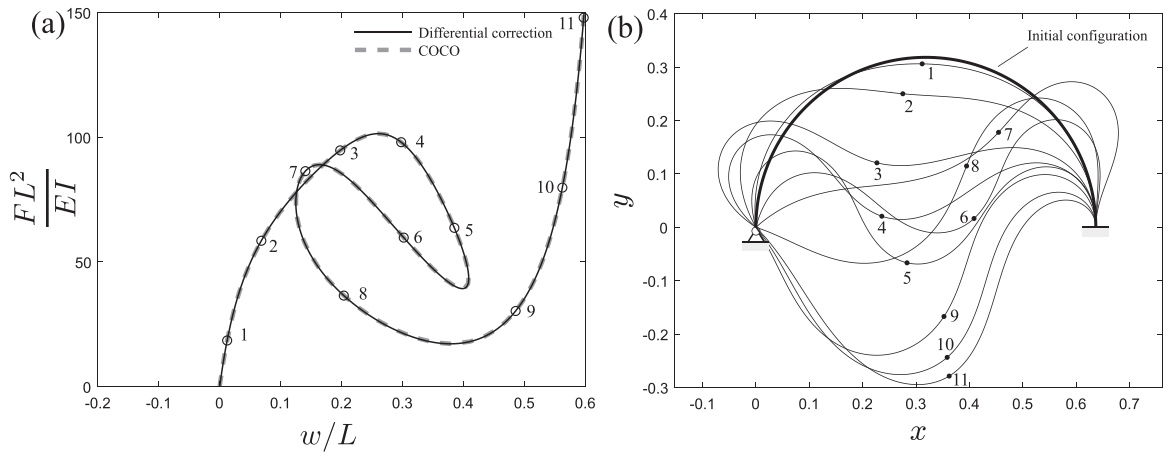 (a)
150
100
50
0
FL²
EI
-0.2 -0.1 0 0.1 0.2 0.3 0.4 0.5 0.6
w/L
Differential correction
COCO
1
2
3
4
5
6
7
8
9
10
11
(b)
0.4
0.3
0.2
0.1
0
-0.1
-0.2
-0.3
y
-0.1 0 0.1 0.2 0.3 0.4 0.5 0.6 0.7
x
Initial configuration
1
2
3
4
5
6
7
8
9
10
11